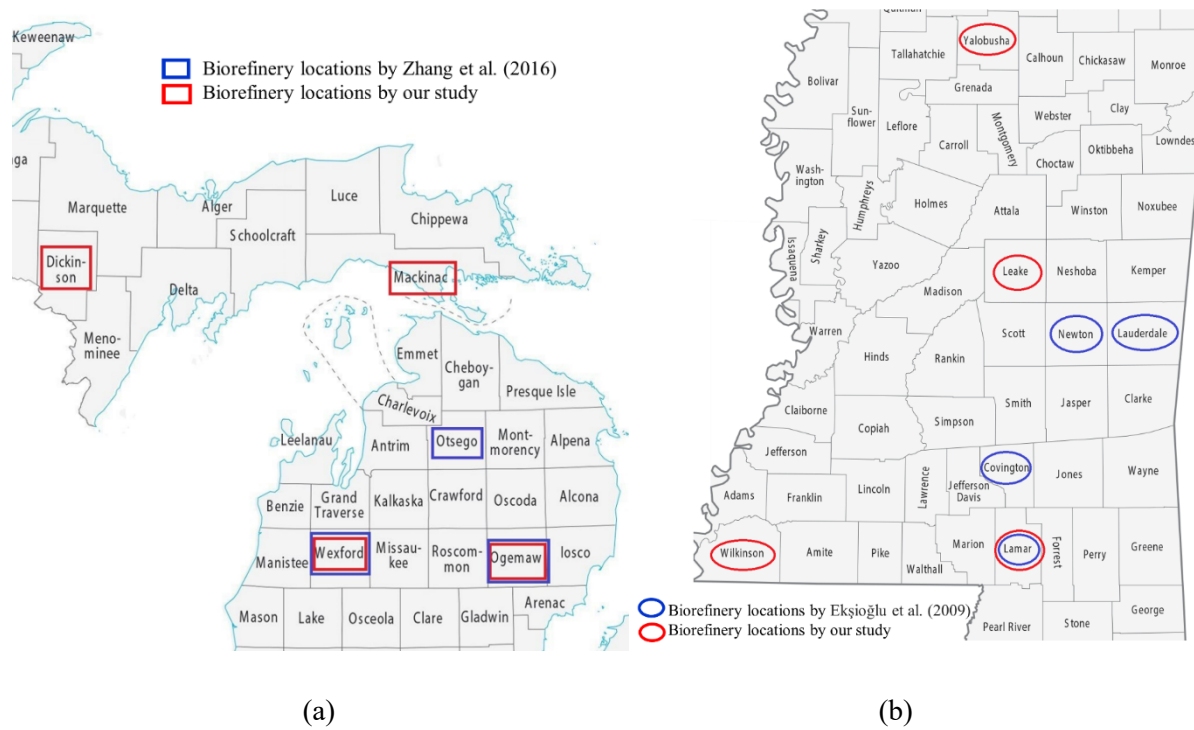 Keweenaw
Biorefinery locations by Zhang et al. (2016)
Biorefinery locations by our study
aga
Marquette
Alger
Luce
Chippewa
Schoolcraft
Dickin-
son
Mackinac
Delta
Meno-
minee
Emmet
Cheboy-
gan
Presque Isle
Charlevoix
Leelanau
Antrim
Otsego
Mont-
morency
Alpena
Benzie
Grand
Traverse
Kalkaska
Crawford
Oscoda
Alcona
Manistee
Wexford
Missau-
kee
Roscom-
mon
Ogemaw
Iosco
Arenac
Mason
Lake
Osceola
Clare
Gladwin
(a)
Quitman
Yalobusha
Tallahatchie
Calhoun
Chickasaw
Monroe
Bolivar
Grenada
Sun-
flower
Leflore
Carroll
Montgomery
Webster
Clay
Lowndes
Oktibbeha
Choctaw
Wash-
ington
Humphreys
Holmes
Attala
Winston
Noxubee
Issaquena
Sharkey
Yazoo
Leake
Neshoba
Kemper
Madison
Warren
Scott
Newton
Lauderdale
Hinds
Rankin
Claiborne
Smith
Jasper
Clarke
Simpson
Copiah
Jefferson
Covington
Jones
Wayne
Lawrence
Jefferson
Davis
Adams
Franklin
Lincoln
Wilkinson
Amite
Pike
Walthall
Marion
Lamar
Forrest
Perry
Greene
George
Pearl River
Stone
Biorefinery locations by Ekşioğlu et al. (2009)
Biorefinery locations by our study
(b)